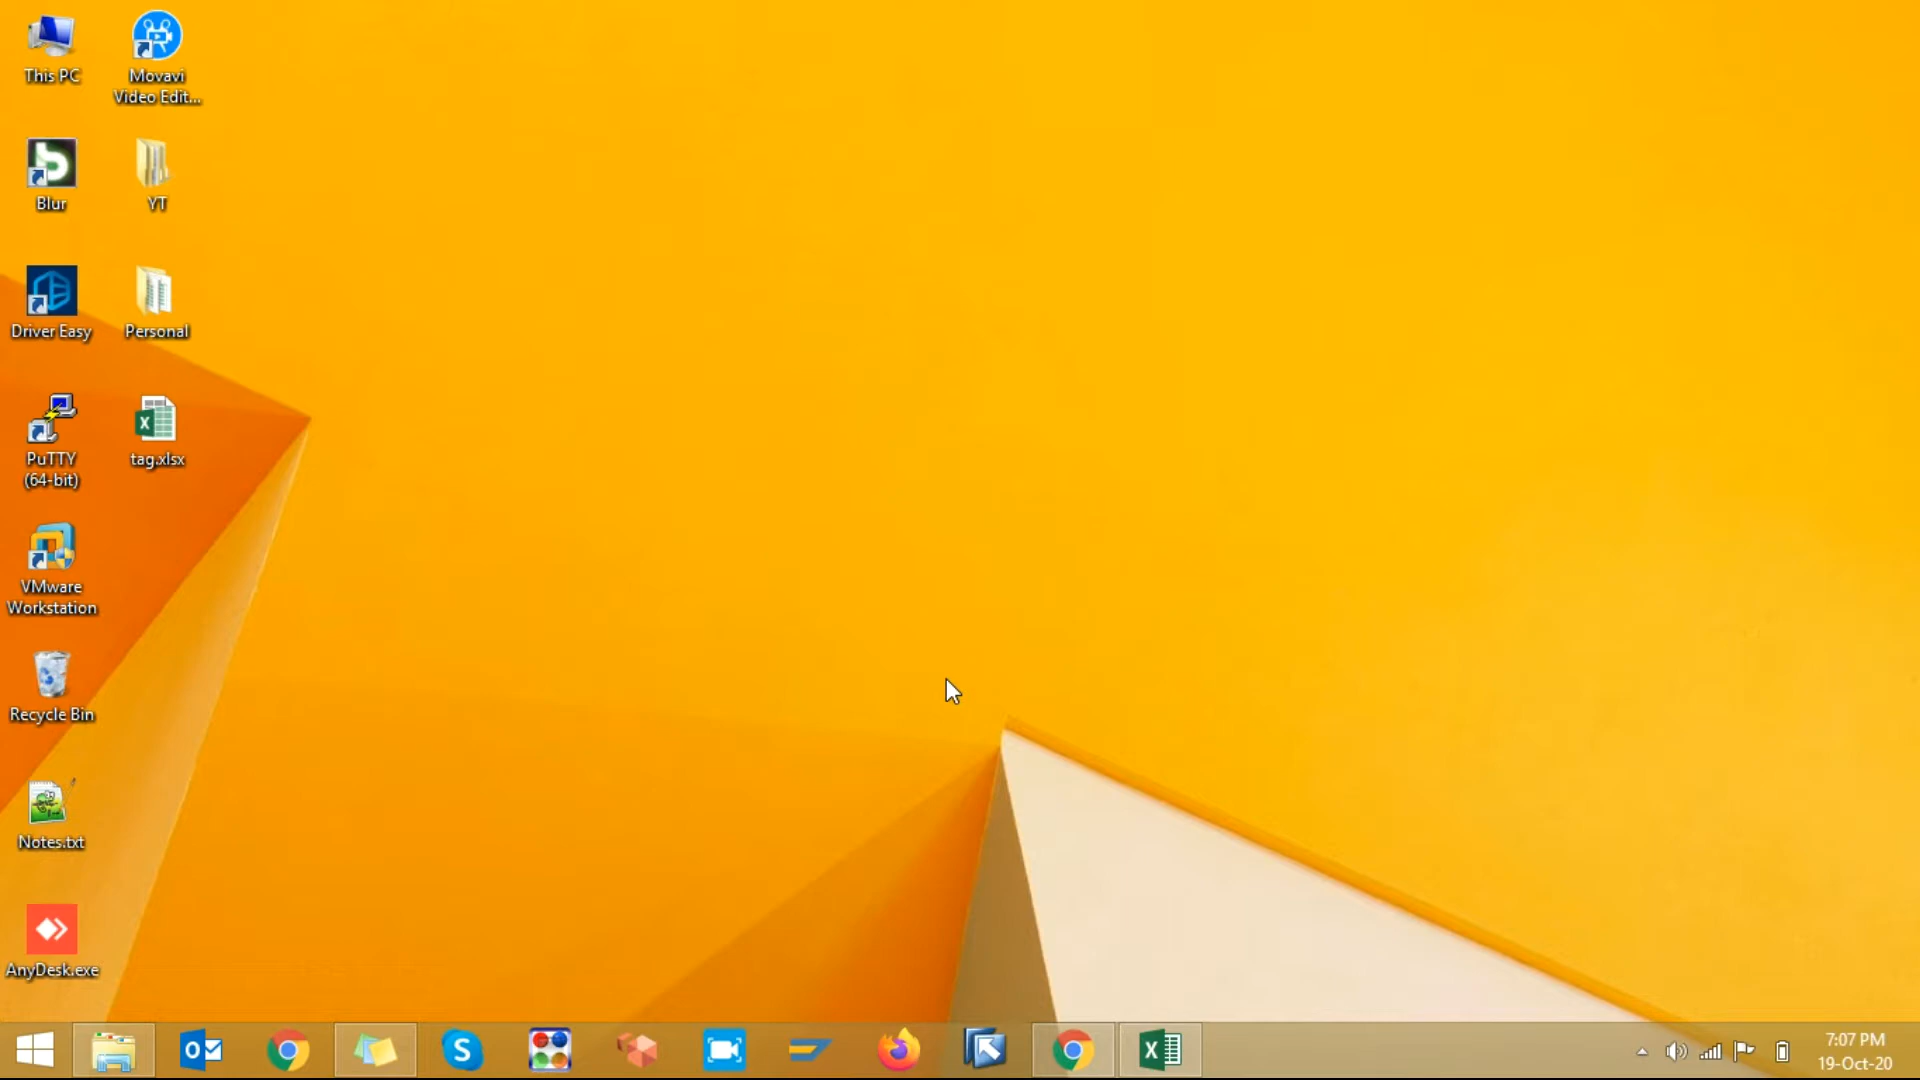 This PC
Movavi
Video Edit...
Blur
YT
Driver Easy
Personal
PuTTY
(64-bit)
tag.xlsx
VMware
Workstation
Recycle Bin
Notes.txt
AnyDesk.exe
7:07 PM
19-Oct-20